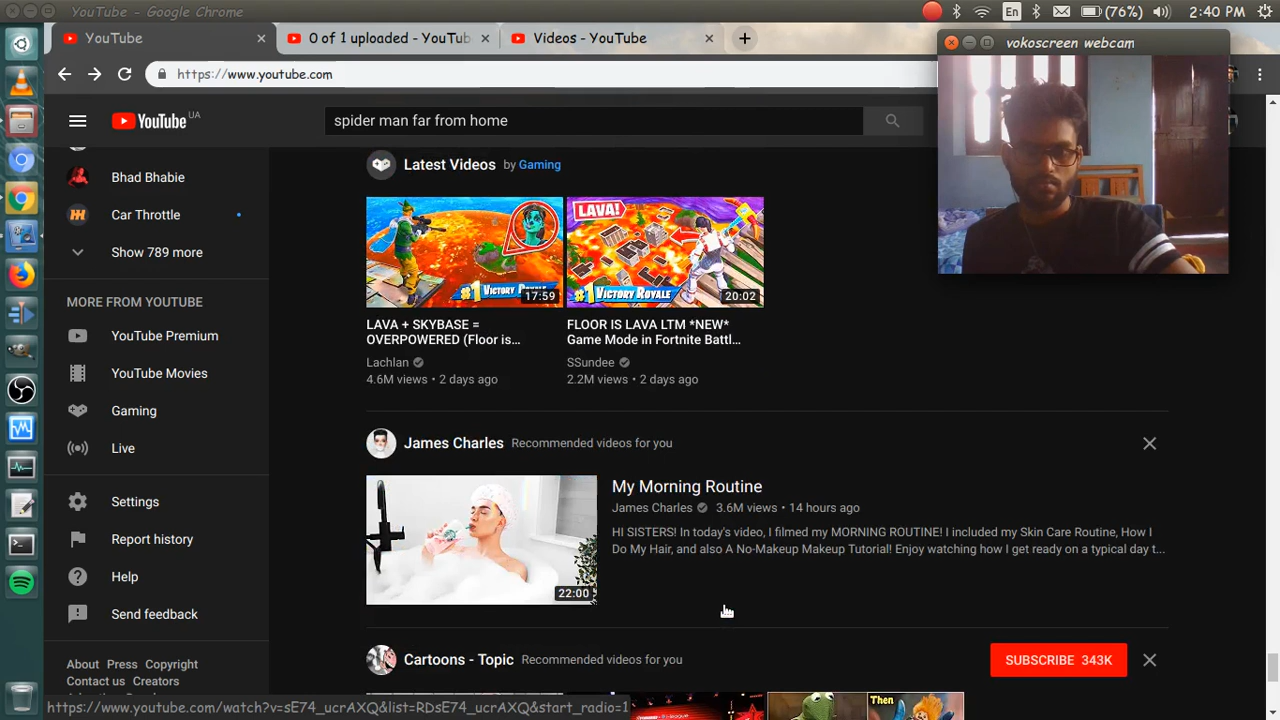 YouTube - Google Chrome
En
(76%)
2:40 PM
YouTube
0 of 1 uploaded - YouTub
Videos - YouTube
vokoscreen webcam
https://www.youtube.com
YouTube UA
spider man far from home
Bhad Bhabie
Car Throttle
Show 789 more
MORE FROM YOUTUBE
YouTube Premium
YouTube Movies
Gaming
Live
Settings
Report history
Help
Send feedback
About Press Copyright
Contact us Creators
Latest Videos by Gaming
#1 VICTORY ROYALE
17:59
LAVA!
#1 VICTORY ROYALE
20:02
LAVA + SKYBASE =
OVERPOWERED (Floor is...
Lachlan
4.6M views • 2 days ago
FLOOR IS LAVA LTM *NEW*
Game Mode in Fortnite Battl...
SSundee
2.2M views • 2 days ago
James Charles Recommended videos for you
22:00
My Morning Routine
James Charles 3.6M views • 14 hours ago
HI SISTERS! In today's video, I filmed my MORNING ROUTINE! I included my Skin Care Routine, How I
Do My Hair, and also A No-Makeup Makeup Tutorial! Enjoy watching how I get ready on a typical day t...
Cartoons - Topic Recommended videos for you
SUBSCRIBE 343K
Then
https://www.youtube.com/watch?v=sE74_ucrAXQ&list=RDsE74_ucrAXQ&start_radio=1